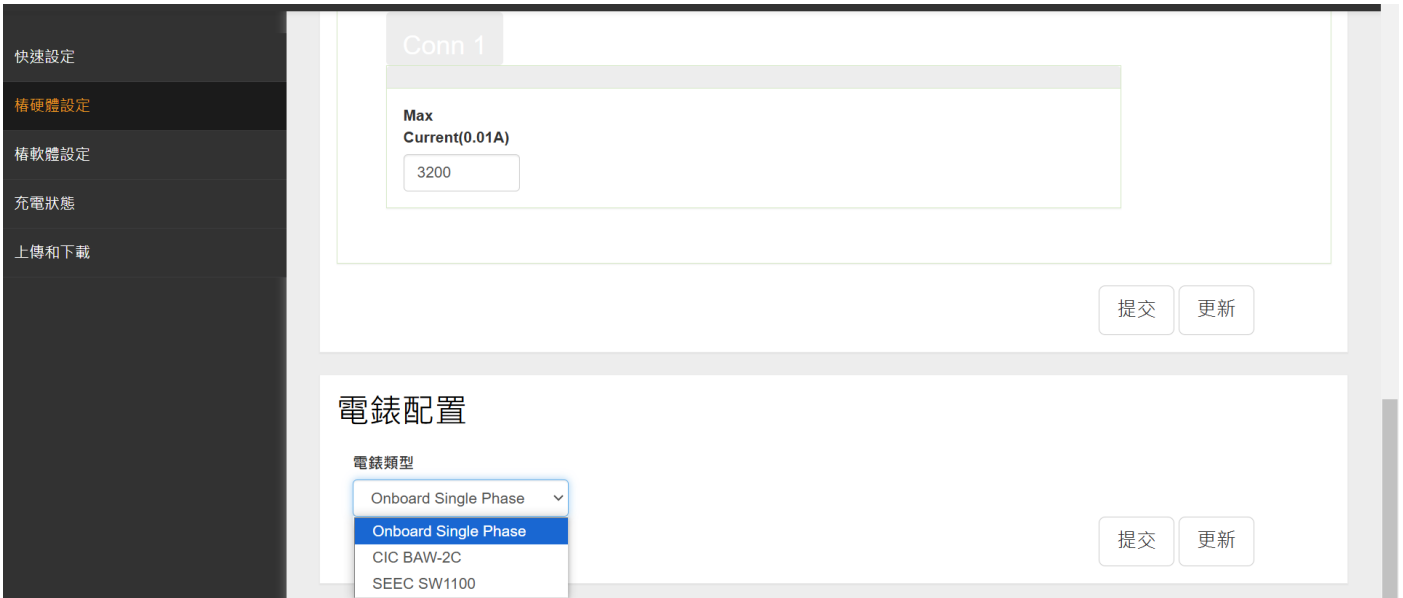 快速設定
樁硬體設定
樁軟體設定
充電狀態
上傳和下載
Conn 1
Max
Current(0.01A)
3200
提交 更新
電錶配置
電錶類型
Onboard Single Phase
Onboard Single Phase
CIC BAW-2C
SEEC SW1100
提交 更新